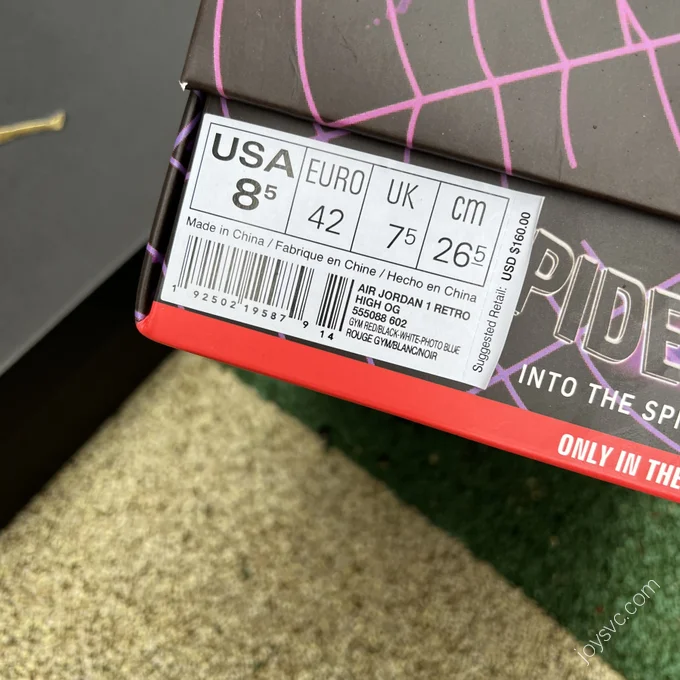 USA
8⁵
EURO
42
UK
7⁵
cm
26⁵
Made in China / Fabrique en Chine / Hecho en China
1 92502 19587 9 14
AIR JORDAN 1 RETRO
HIGH OG
555088 602
GYM RED/BLACK-WHITE-PHOTO BLUE
ROUGE GYM/BLANC/NOIR
Suggested Retail: USD $160.00
PIDE
INTO THE SPI
ONLY IN THE
joysvc.com